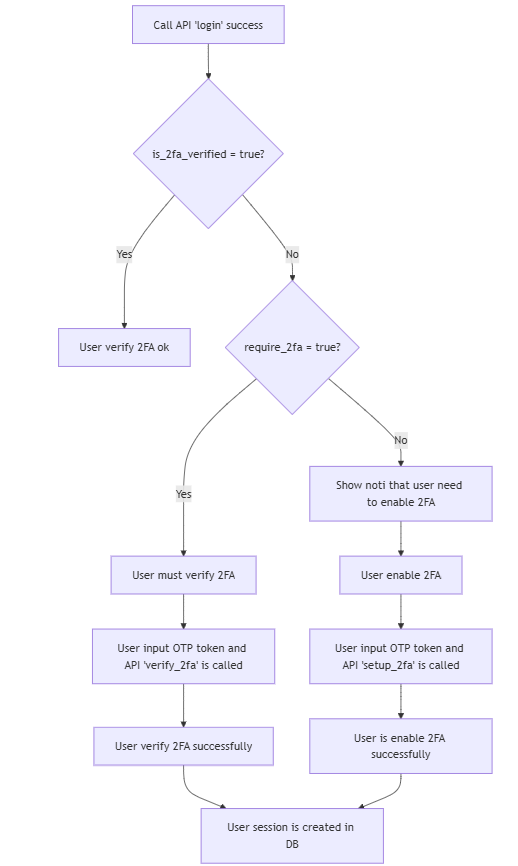 Call API 'login' success
is_2fa_verified = true?
Yes
No
User verify 2FA ok
require_2fa = true?
No
Show noti that user need
to enable 2FA
Yes
User must verify 2FA
User enable 2FA
User input OTP token and
API 'verify_2fa' is called
User input OTP token and
API 'setup_2fa' is called
User verify 2FA successfully
User is enable 2FA
successfully
User session is created in
DB